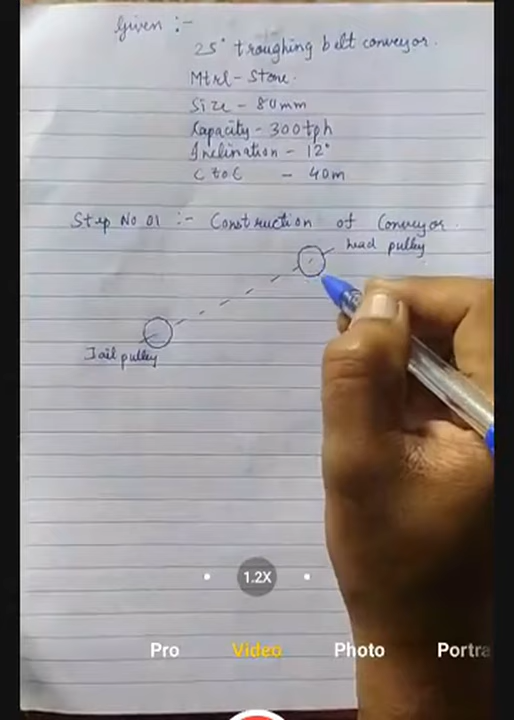 Given :-
25° troughing belt conveyor.
Mtrl - Stone.
Size - 80mm
Kapacity - 300tph
Inclination - 12°
C to C - 40m
Step No 01 :- Construction of Conveyor.
head pulley
Tail pulley
1.2X
Pro Video Photo Portra